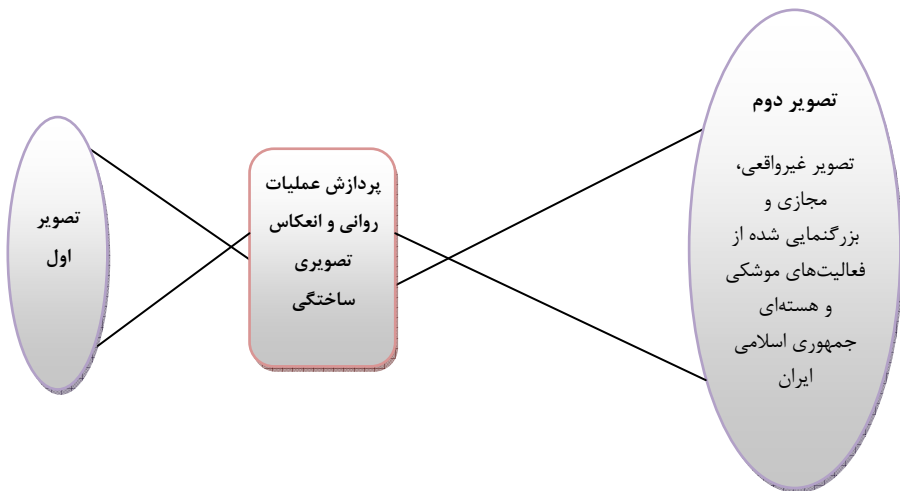 تصویر
اول
پردازش عملیات
روانی و انعکاس
تصویری
ساختگی
تصویر دوم
تصویر غیرواقعی،
مجازی و
بزرگنمایی شده از
فعالیت‌های موشکی
و هسته‌ای
جمهوری اسلامی
ایران